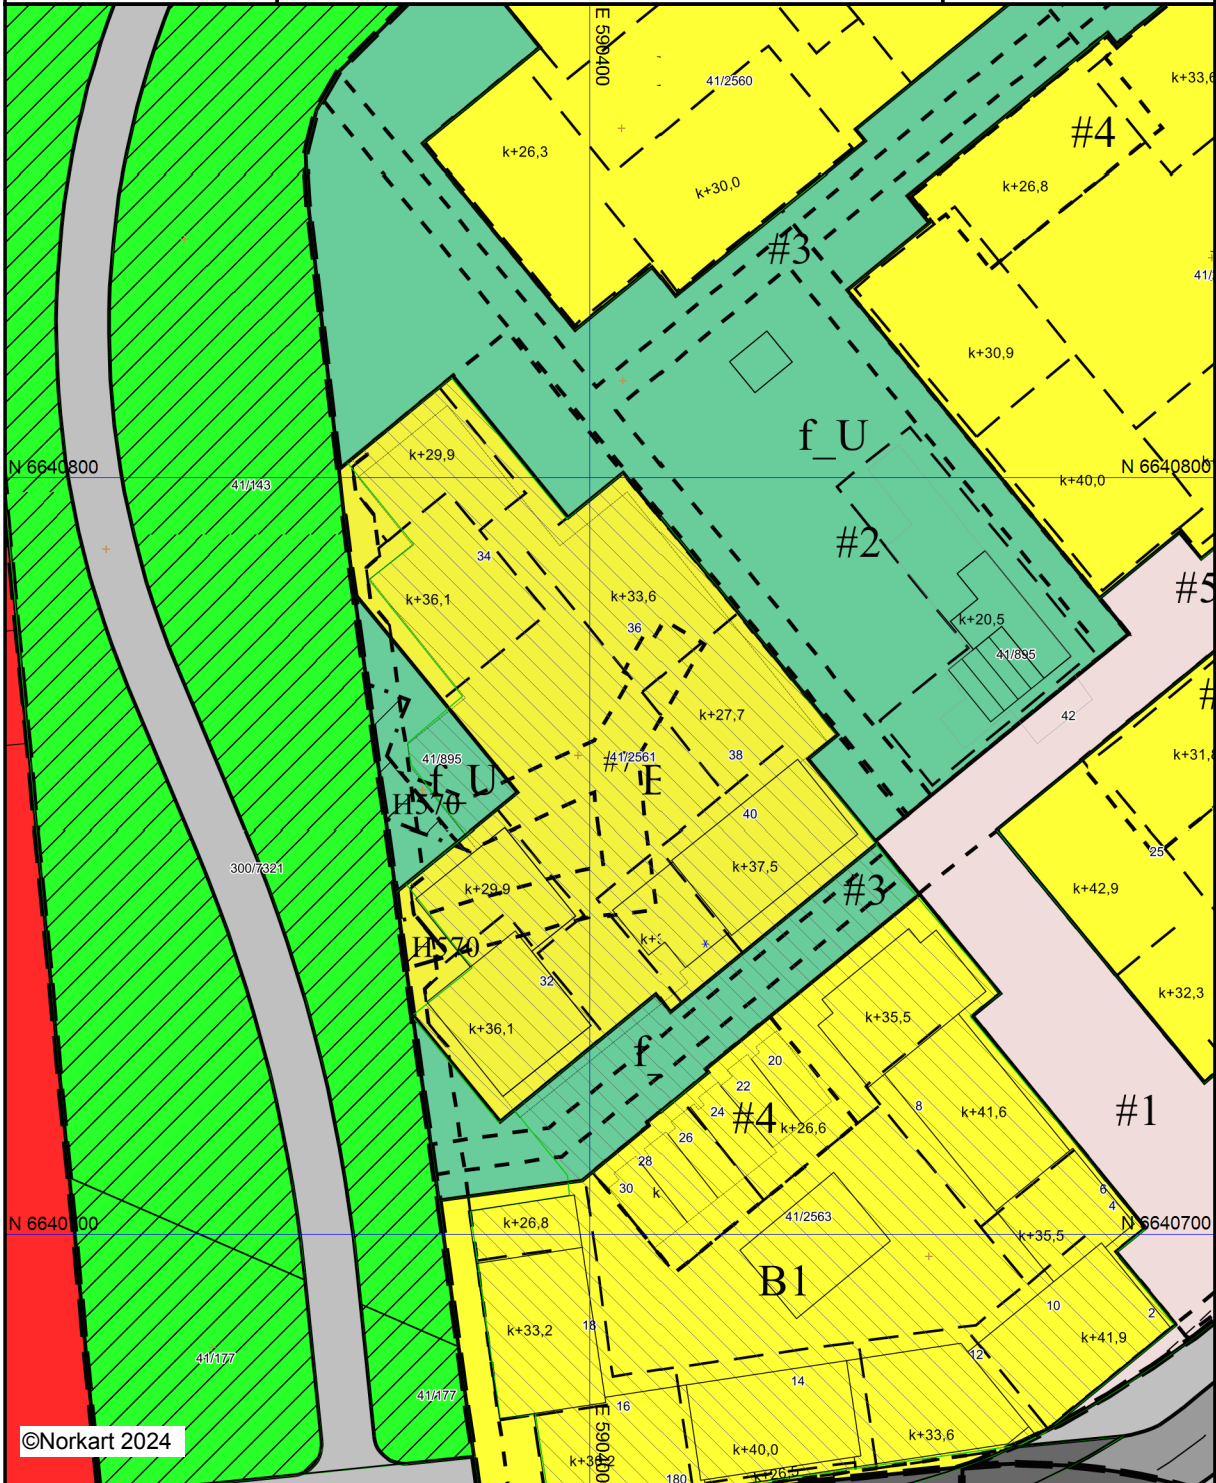 E 590400
41/2560
k+33,6
#4
k+26,3
k+26,8
k+30,0
#3
41/
k+30,9
f_U
k+29,9
N 6640800
N 6640800
k+40,0
41/143
#2
34
k+36,1
k+33,6
#5
k+20,5
36
41/895
#
k+27,7
42
k+31,8
41/895
41/2561
38
#7
f_U
H570
40
25
k+37,5
300/7321
k+29,9
#3
k+42,9
k+
H570
32
k+32,3
k+36,1
k+35,5
f_
20
22
8
k+41,6
24
#4
#1
k+26,6
26
28
30
k
6
4
41/2563
N 6640700
k+26,8
N 6640700
k+35,5
B1
10
2
18
k+33,2
k+41,9
12
41/177
14
41/177
16
E 590400
©Norkart 2024
k+33,6
k+40,0
180